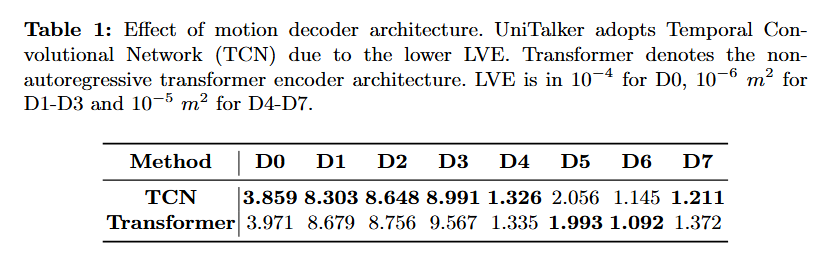 Table 1: Effect of motion decoder architecture. UniTalker adopts Temporal Con-
volutional Network (TCN) due to the lower LVE. Transformer denotes the non-
autoregressive transformer encoder architecture. LVE is in 10⁻⁴ for D0, 10⁻⁶ m² for
D1-D3 and 10⁻⁵ m² for D4-D7.
Method D0 D1 D2 D3 D4 D5 D6 D7
TCN 3.859 8.303 8.648 8.991 1.326 2.056 1.145 1.211
Transformer 3.971 8.679 8.756 9.567 1.335 1.993 1.092 1.372